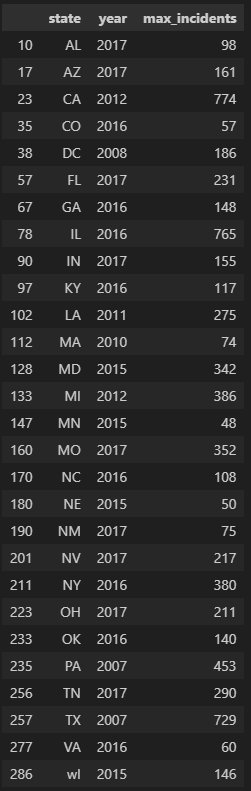 state year max_incidents
10 AL 2017 98
17 AZ 2017 161
23 CA 2012 774
35 CO 2016 57
38 DC 2008 186
57 FL 2017 231
67 GA 2016 148
78 IL 2016 765
90 IN 2017 155
97 KY 2016 117
102 LA 2011 275
112 MA 2010 74
128 MD 2015 342
133 MI 2012 386
147 MN 2015 48
160 MO 2017 352
170 NC 2016 108
180 NE 2015 50
190 NM 2017 75
201 NV 2017 217
211 NY 2016 380
223 OH 2017 211
233 OK 2016 140
235 PA 2007 453
256 TN 2017 290
257 TX 2007 729
277 VA 2016 60
286 wI 2015 146